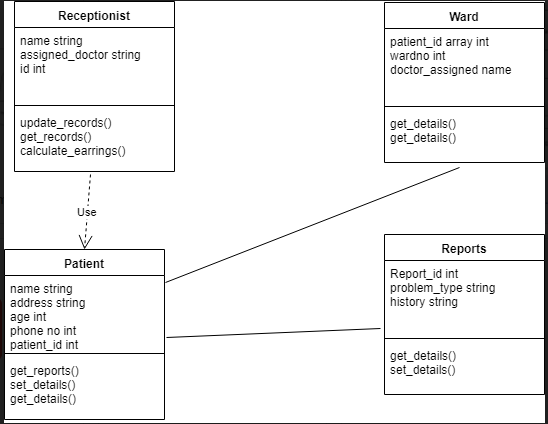 Receptionist
name string
assigned_doctor string
id int
update_records()
get_records()
calculate_earrings()
Ward
patient_id array int
wardno int
doctor_assigned name
get_details()
get_details()
Use
Patient
name string
address string
age int
phone no int
patient_id int
get_reports()
set_details()
get_details()
Reports
Report_id int
problem_type string
history string
get_details()
set_details()